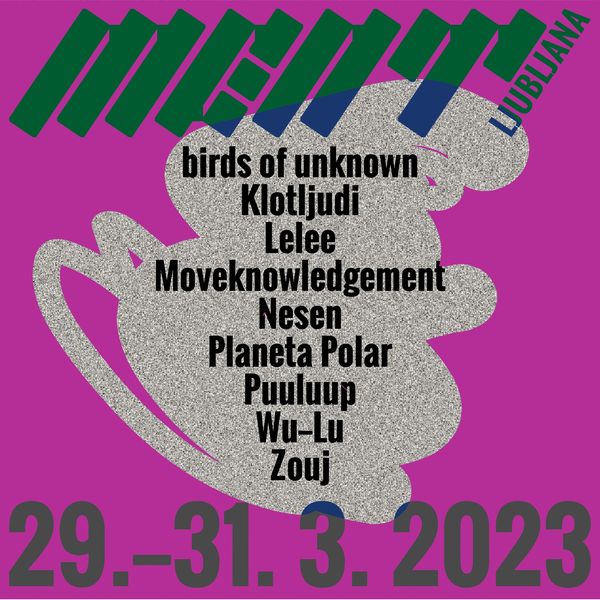 MENT
LJUBLJANA
birds of unknown
Klotljudi
Lelee
Moveknowledgement
Nesen
Planeta Polar
Puuluup
Wu–Lu
Zouj
29.–31. 3. 2023